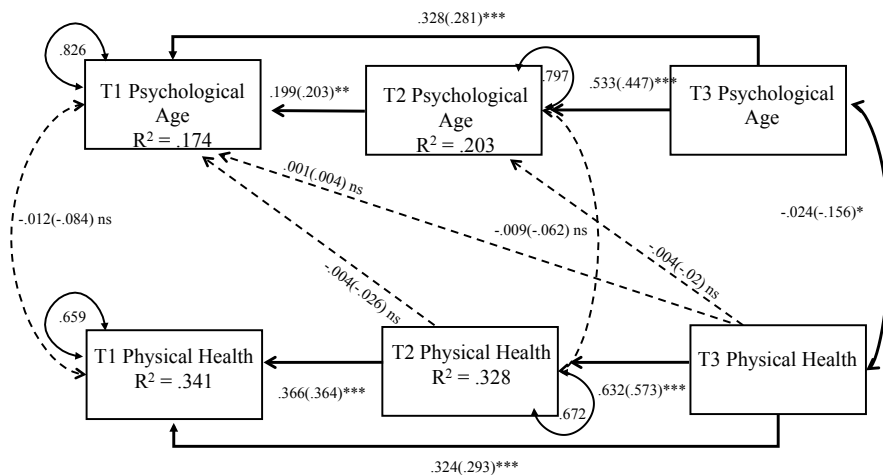 .328(.281)***
.826
.797
T1 Psychological
Age
R² = .174
.199(.203)**
T2 Psychological
Age
R² = .203
.533(.447)***
T3 Psychological
Age
.001(.004) ns
-.012(-.084) ns
-.009(-.062) ns
-.024(-.156)*
-.004(-.026) ns
-.004(-.02) ns
.659
T1 Physical Health
R² = .341
T2 Physical Health
R² = .328
T3 Physical Health
.366(.364)***
.632(.573)***
.672
.324(.293)***